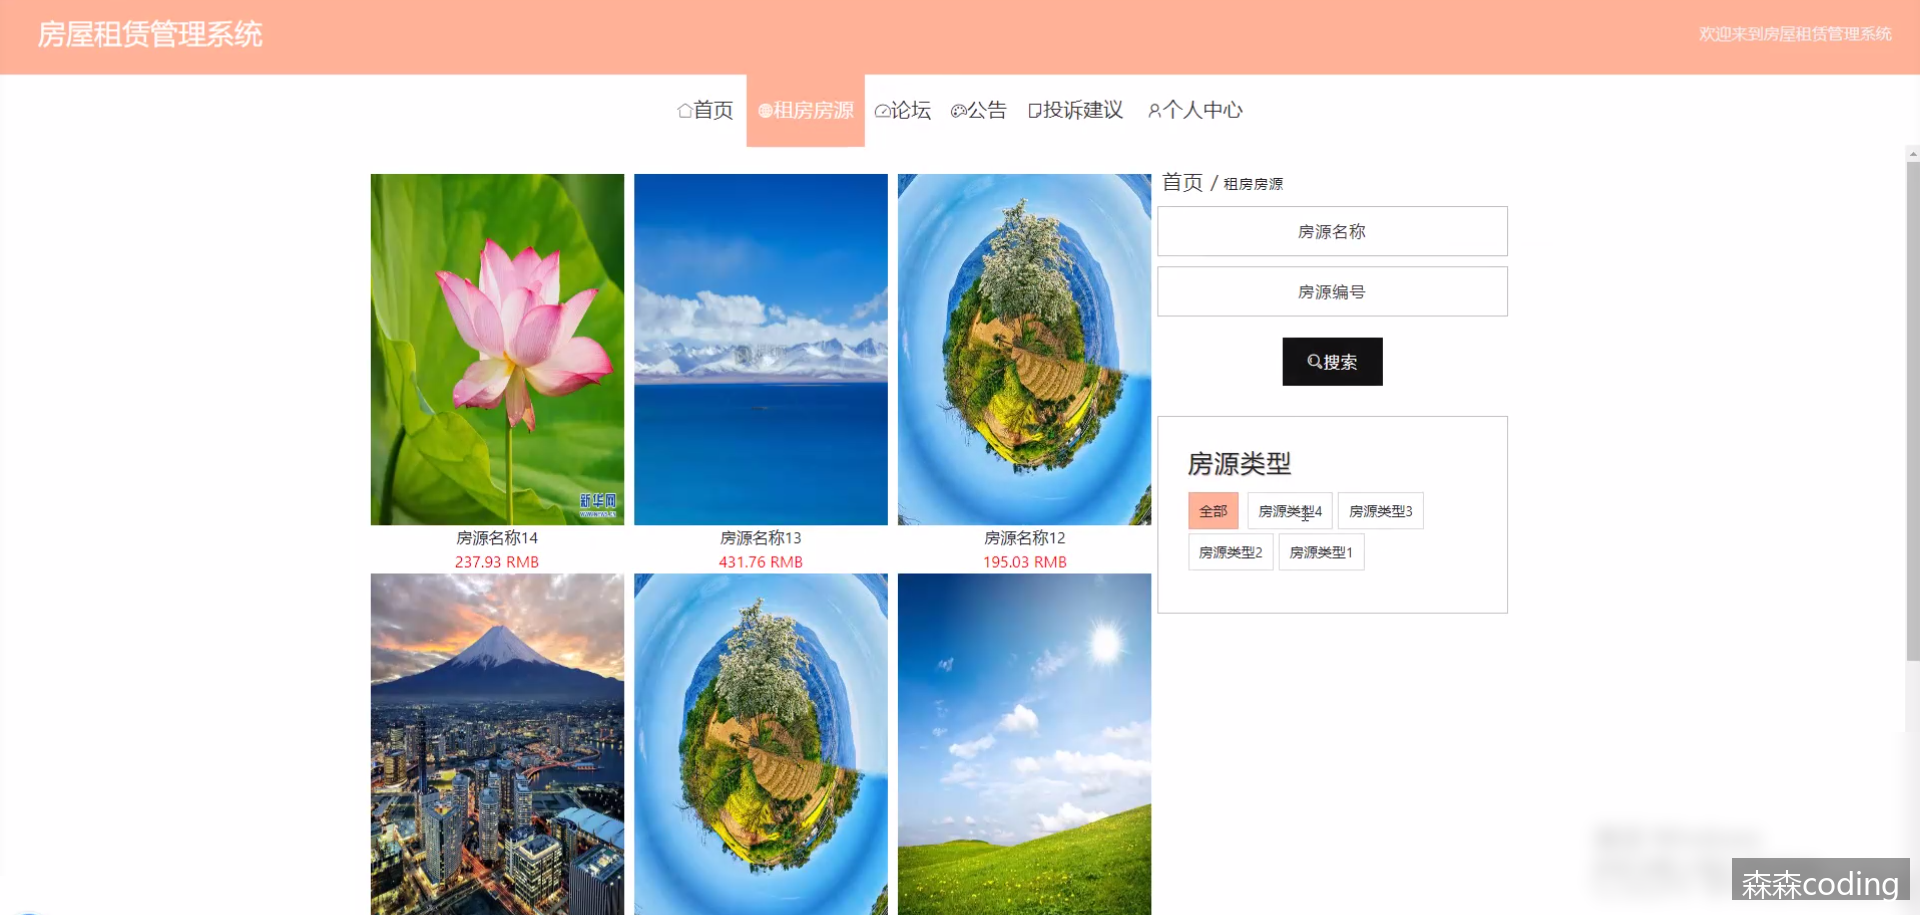 房屋租赁管理系统
欢迎来到房屋租赁管理系统
首页 租房房源 论坛 公告 投诉建议 个人中心
首页 / 租房房源
房源名称
房源编号
搜索
房源类型
全部 房源类型4 房源类型3
房源类型2 房源类型1
新华网
房源名称14 房源名称13 房源名称12
237.93 RMB 431.76 RMB 195.03 RMB
森森coding